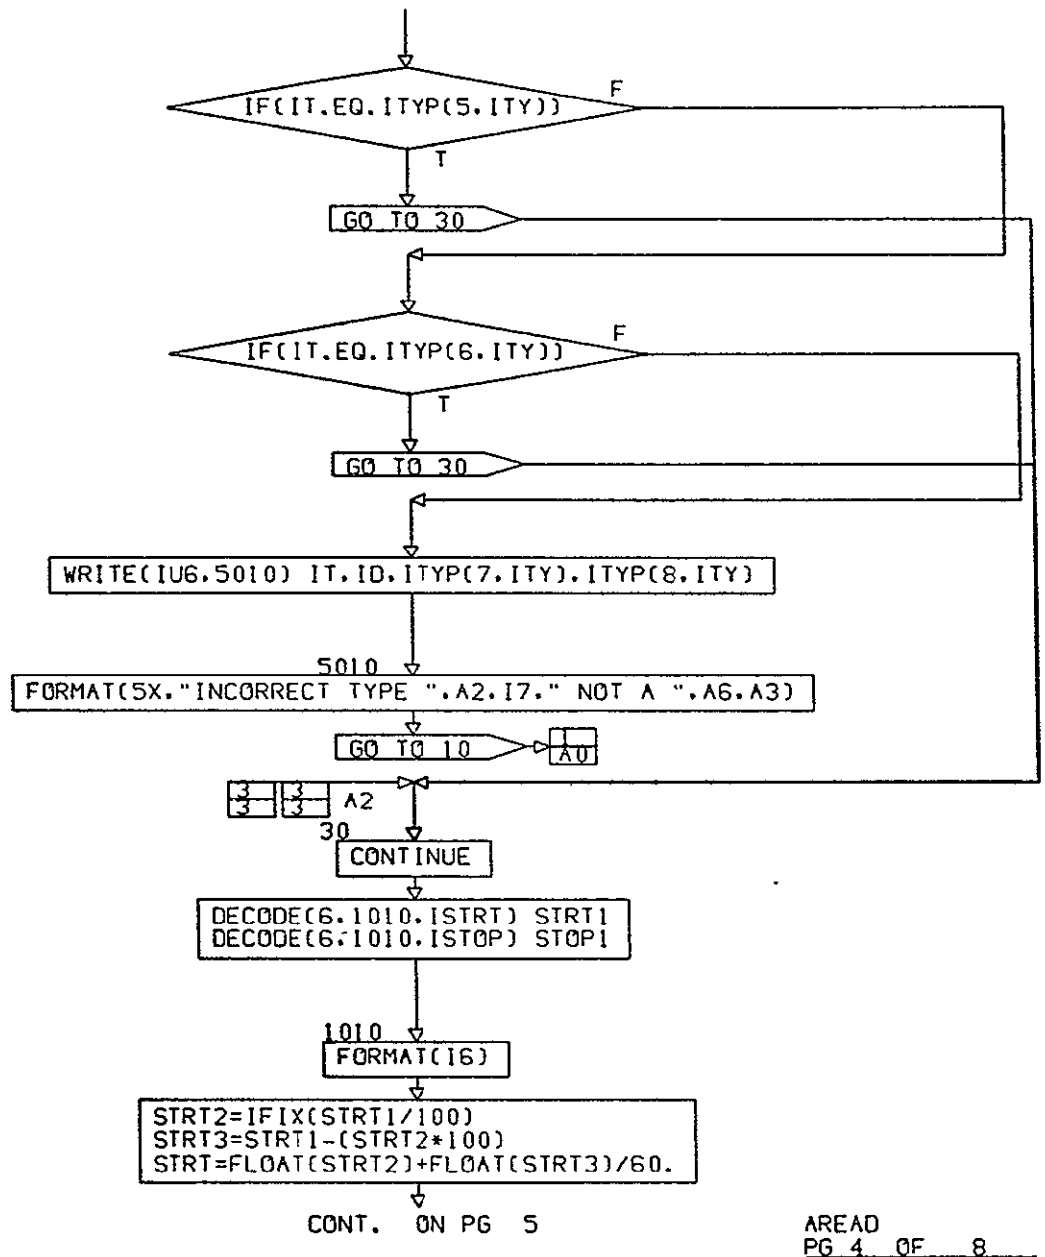 F
IF(IT.EQ.ITYP(5.ITY))
T
GO TO 30
F
IF(IT.EQ.ITYP(6.ITY))
T
GO TO 30
WRITE(IU6.5010) IT.ID.ITYP(7.ITY).ITYP(8.ITY)
5010
FORMAT(5X."INCORRECT TYPE ".A2.I7." NOT A ".A6.A3)
GO TO 10
1
A0
3 3
3 3
A2
30
CONTINUE
DECODE(6.1010.ISTRT) STRT1
DECODE(6.1010.ISTOP) STOP1
1010
FORMAT(I6)
STRT2=IFIX(STRT1/100)
STRT3=STRT1-(STRT2*100)
STRT=FLOAT(STRT2)+FLOAT(STRT3)/60.
CONT. ON PG 5
AREAD
PG 4 OF 8